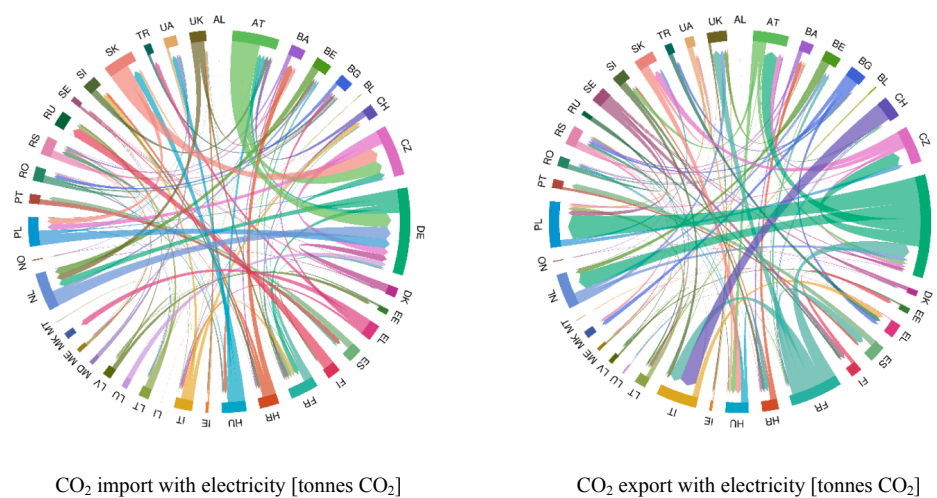 AL
AT
BA
BE
BG
BL
CH
CZ
DE
DK
EE
EL
ES
FI
FR
HR
HU
IE
IT
LI
LT
LU
LV
MD
ME
MK
MT
NL
NO
PL
PT
RO
RS
RU
SE
SI
SK
TR
UA
UK
CO₂ import with electricity [tonnes CO₂]
AL
AT
BA
BE
BG
BL
CH
CZ
DE
DK
EE
EL
ES
FI
FR
HR
HU
IE
IT
LT
LU
LV
ME
MK
NL
NO
PL
PT
RO
RS
RU
SE
SI
SK
TR
UA
UK
CO₂ export with electricity [tonnes CO₂]